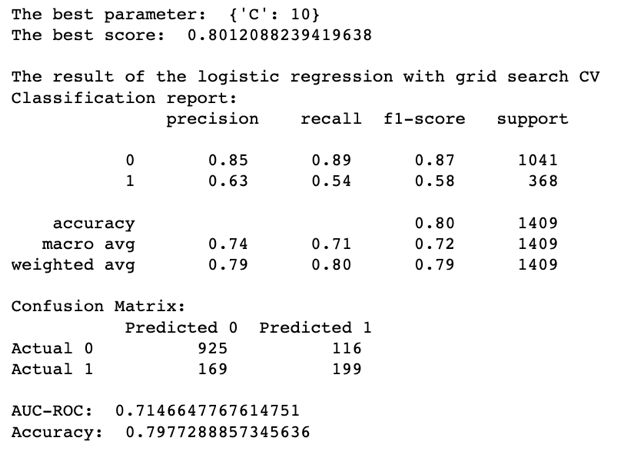 The best parameter:  {'C': 10}
The best score:  0.8012088239419638
The result of the logistic regression with grid search CV
Classification report:
precision    recall  f1-score   support
0       0.85      0.89      0.87      1041
1       0.63      0.54      0.58       368
accuracy                           0.80      1409
macro avg       0.74      0.71      0.72      1409
weighted avg       0.79      0.80      0.79      1409
Confusion Matrix:
Predicted 0  Predicted 1
Actual 0          925          116
Actual 1          169          199
AUC-ROC:  0.7146647767614751
Accuracy:  0.7977288857345636